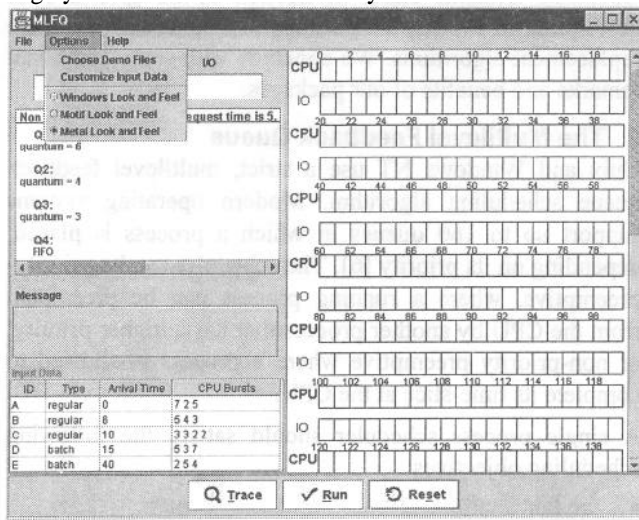 MLFQ
File Options Help
Choose Demo Files
Customize Input Data
Windows Look and Feel
Motif Look and Feel
Metal Look and Feel
I/O
Non
equest time is 5,
Q
quantum = 6
Q2:
quantum = 4
Q3:
quantum = 3
Q4:
FIFO
Message
Input Data
ID Type Arrival Time CPU Bursts
A regular 0 7 2 5
B regular 6 5 4 3
C regular 10 3 3 2 2
D batch 15 5 3 7
E batch 40 2 5 4
0 2 4 6 8 10 12 14 16 18
CPU
IO
20 22 24 26 28 30 32 34 36 38
CPU
IO
40 42 44 46 48 50 52 54 56 58
CPU
IO
60 62 64 66 68 70 72 74 76 78
CPU
IO
80 82 84 86 88 90 92 94 96 98
CPU
IO
100 102 104 106 108 110 112 114 116 118
CPU
IO
120 122 124 126 128 130 132 134 136 138
CPU
Trace Run Reset